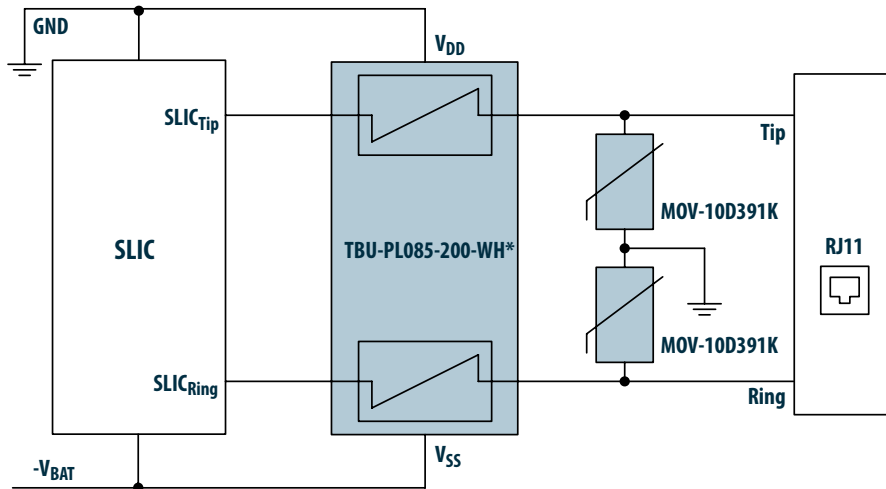 GND
V_DD
SLIC_Tip
Tip
MOV-10D391K
SLIC
TBU-PL085-200-WH*
RJ11
MOV-10D391K
SLIC_Ring
Ring
V_SS
-V_BAT